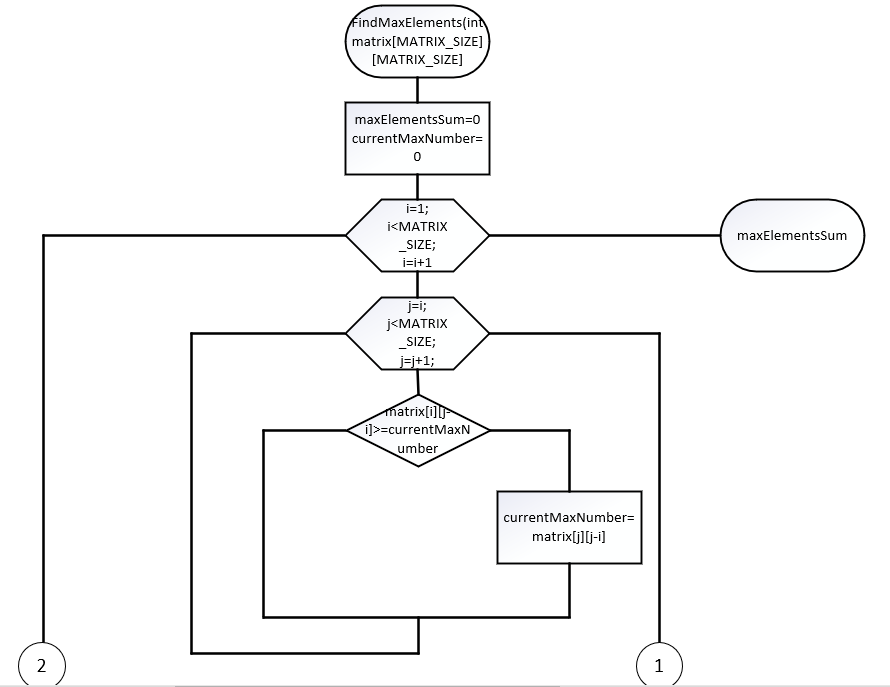 FindMaxElements(int
matrix[MATRIX_SIZE]
[MATRIX_SIZE]
maxElementsSum=0
currentMaxNumber=
0
i=1;
i<MATRIX
_SIZE;
i=i+1
maxElementsSum
j=i;
j<MATRIX
_SIZE;
j=j+1;
matrix[i][j-
i]>=currentMaxN
umber
currentMaxNumber=
matrix[j][j-i]
2
1